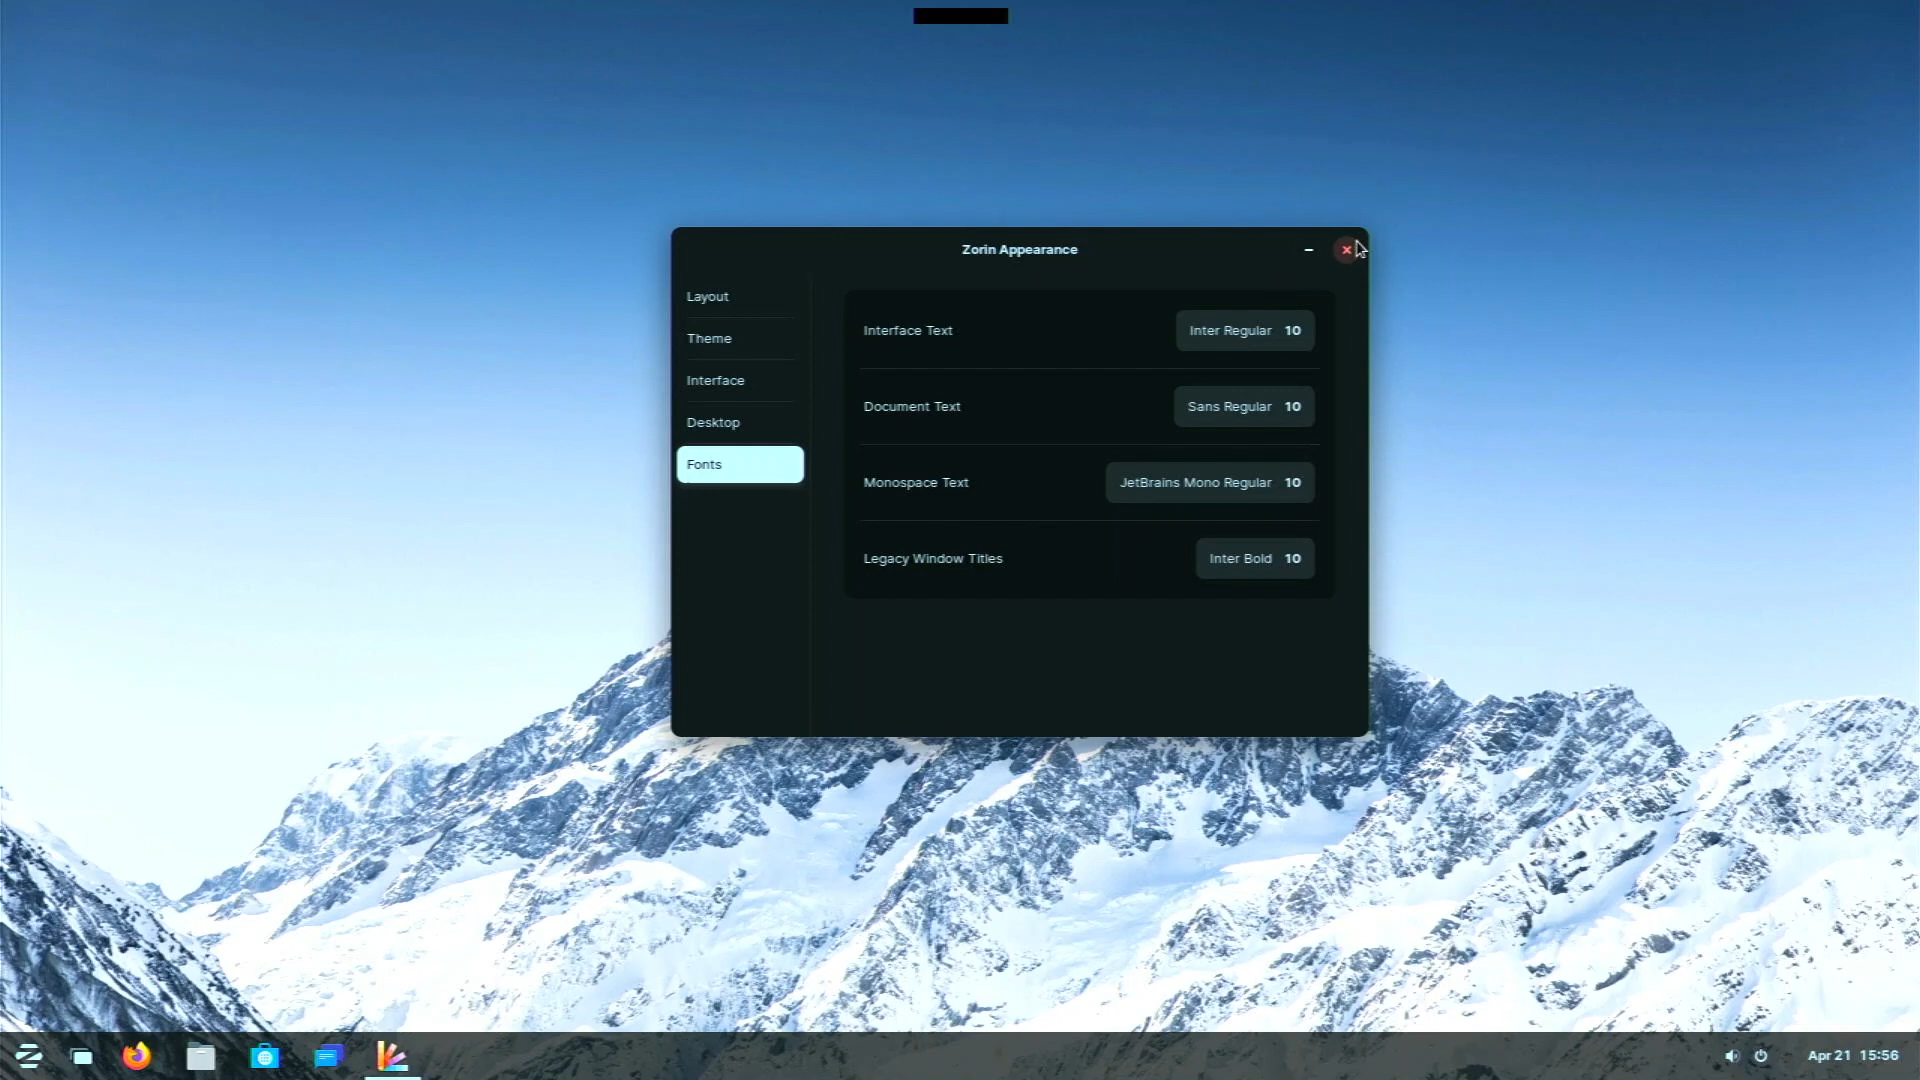 Zorin Appearance
Layout
Theme
Interface
Desktop
Fonts
Interface Text Inter Regular 10
Document Text Sans Regular 10
Monospace Text JetBrains Mono Regular 10
Legacy Window Titles Inter Bold 10
Apr 21 15:56